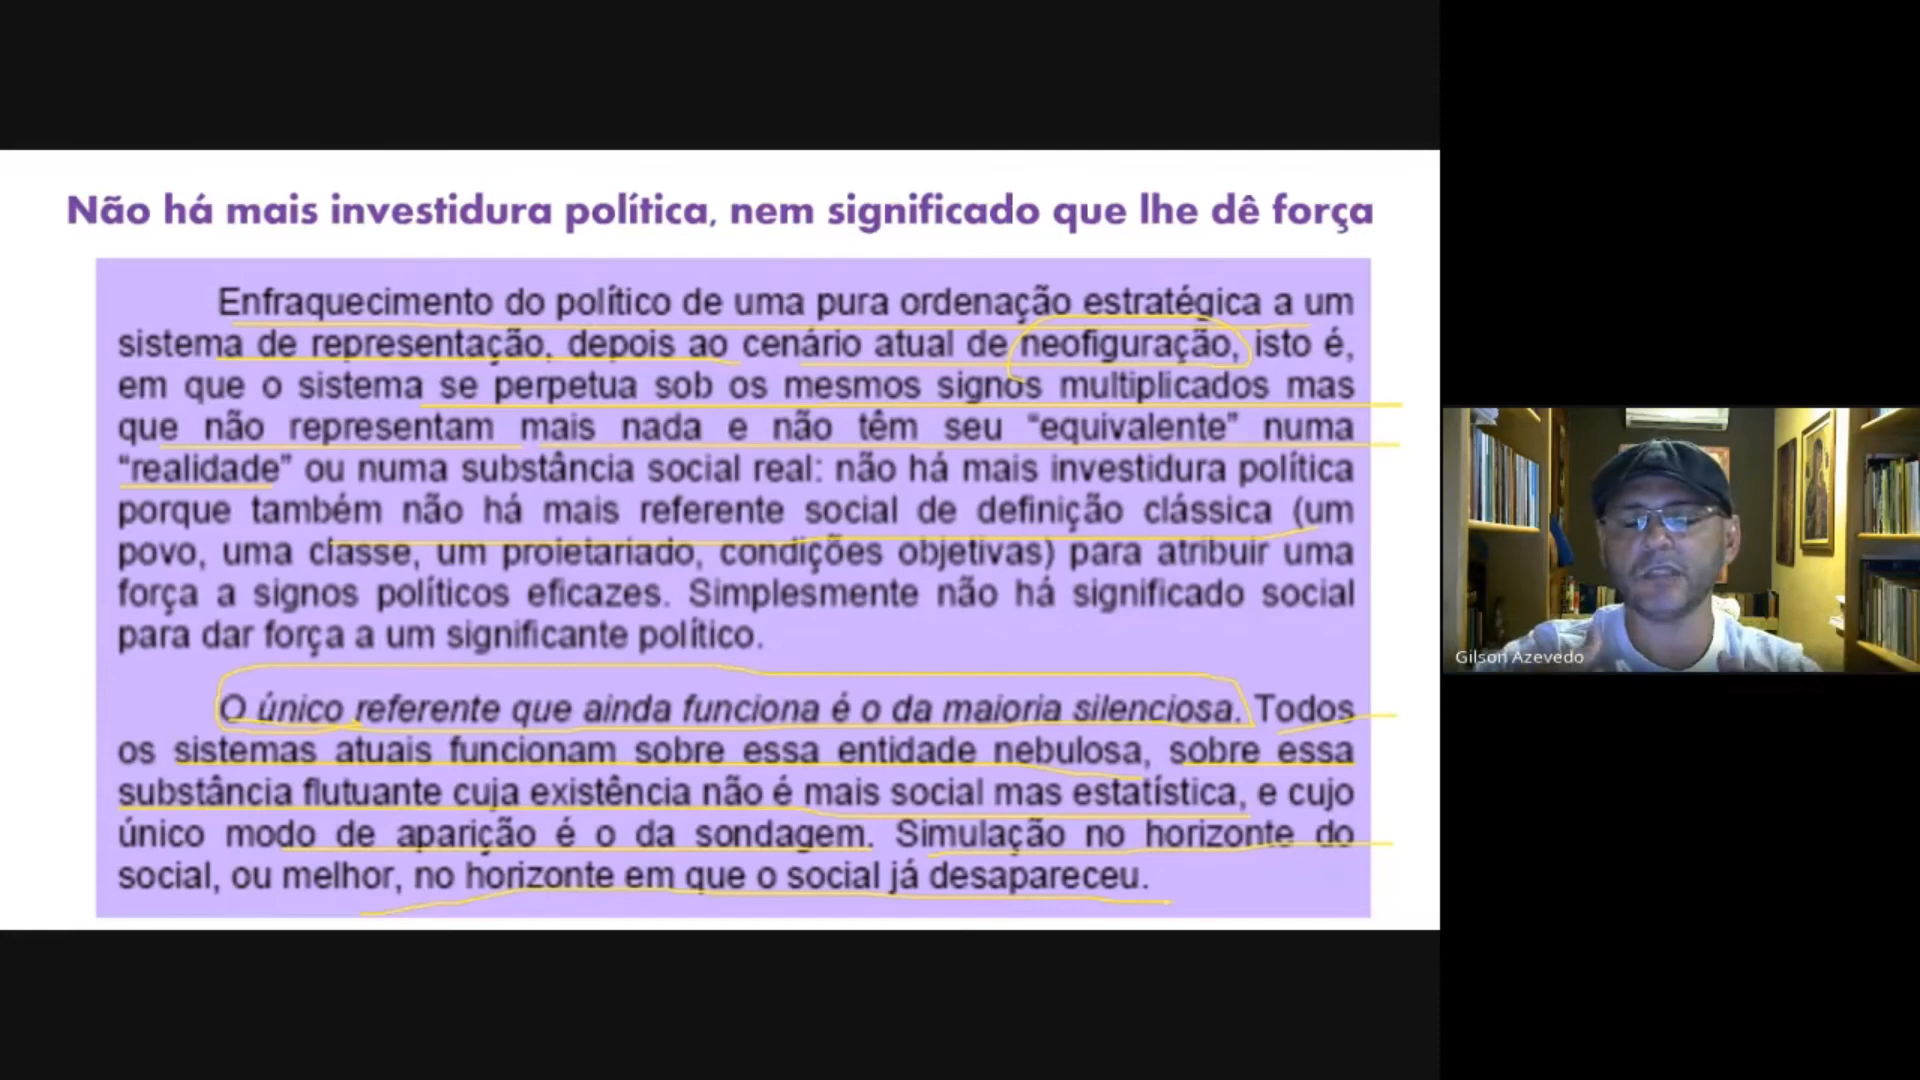 Não há mais investidura política, nem significado que lhe dê força
Enfraquecimento do político de uma pura ordenação estratégica a um
sistema de representação, depois ao cenário atual de neofiguração, isto é,
em que o sistema se perpetua sob os mesmos signos multiplicados mas
que não representam mais nada e não têm seu “equivalente” numa
“realidade” ou numa substância social real: não há mais investidura política
porque também não há mais referente social de definição clássica (um
povo, uma classe, um proletariado, condições objetivas) para atribuir uma
força a signos políticos eficazes. Simplesmente não há significado social
para dar força a um significante político.
O único referente que ainda funciona é o da maioria silenciosa. Todos
os sistemas atuais funcionam sobre essa entidade nebulosa, sobre essa
substância flutuante cuja existência não é mais social mas estatística, e cujo
único modo de aparição é o da sondagem. Simulação no horizonte do
social, ou melhor, no horizonte em que o social já desapareceu.
Gilson Azevedo